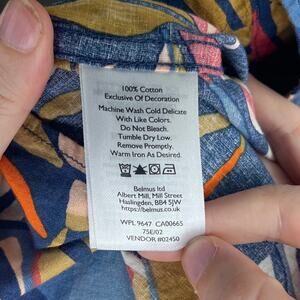 100% Cotton
Exclusive Of Decoration
Machine Wash Cold Delicate
With Like Colors.
Do Not Bleach.
Tumble Dry Low.
Remove Promptly.
Warm Iron As Desired.
Belmus ltd
Albert Mill, Mill Street
Haslingden, BB4 5JW
https://belmus.co.uk
WPL 9647 CA00665
75E/02
VENDOR #02450